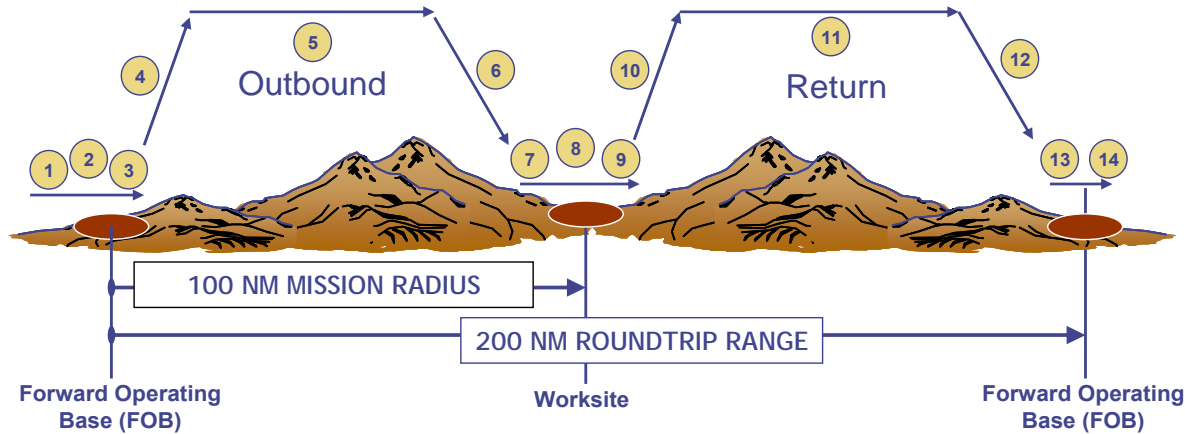 5
11
4
6
10
12
Outbound
Return
1
2
3
7
8
9
13
14
100 NM MISSION RADIUS
200 NM ROUNDTRIP RANGE
Forward Operating
Base (FOB)
Worksite
Forward Operating
Base (FOB)